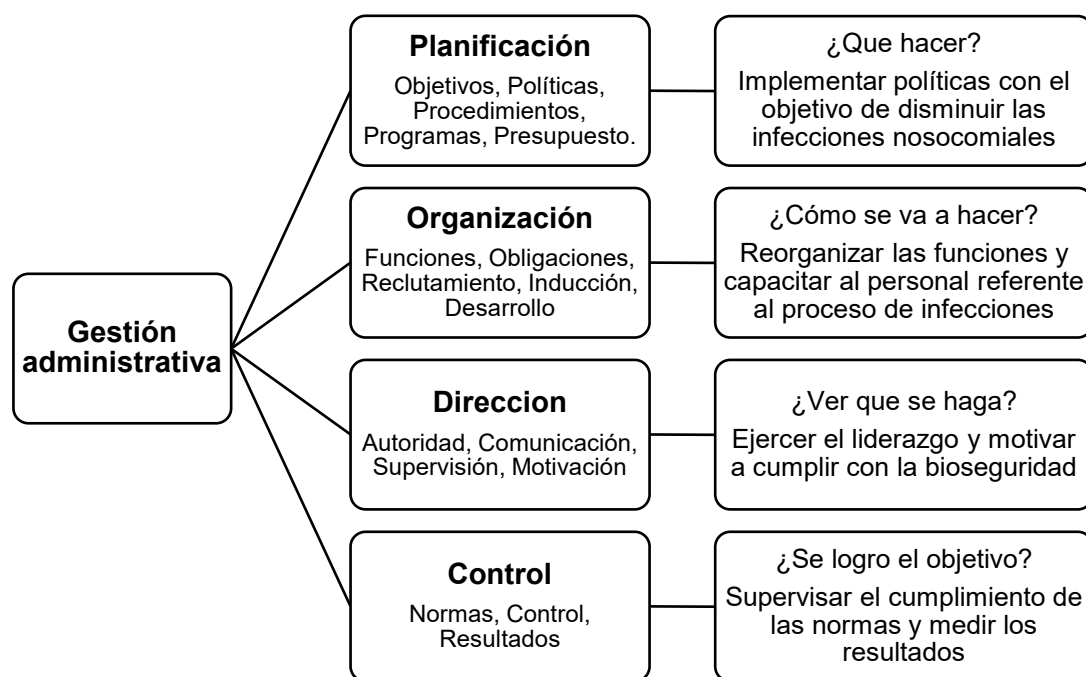 Gestión
administrativa
Planificación
Objetivos, Políticas,
Procedimientos,
Programas, Presupuesto.
¿Que hacer?
Implementar políticas con el
objetivo de disminuir las
infecciones nosocomiales
Organización
Funciones, Obligaciones,
Reclutamiento, Inducción,
Desarrollo
¿Cómo se va a hacer?
Reorganizar las funciones y
capacitar al personal referente
al proceso de infecciones
Direccion
Autoridad, Comunicación,
Supervisión, Motivación
¿Ver que se haga?
Ejercer el liderazgo y motivar
a cumplir con la bioseguridad
Control
Normas, Control,
Resultados
¿Se logro el objetivo?
Supervisar el cumplimiento de
las normas y medir los
resultados